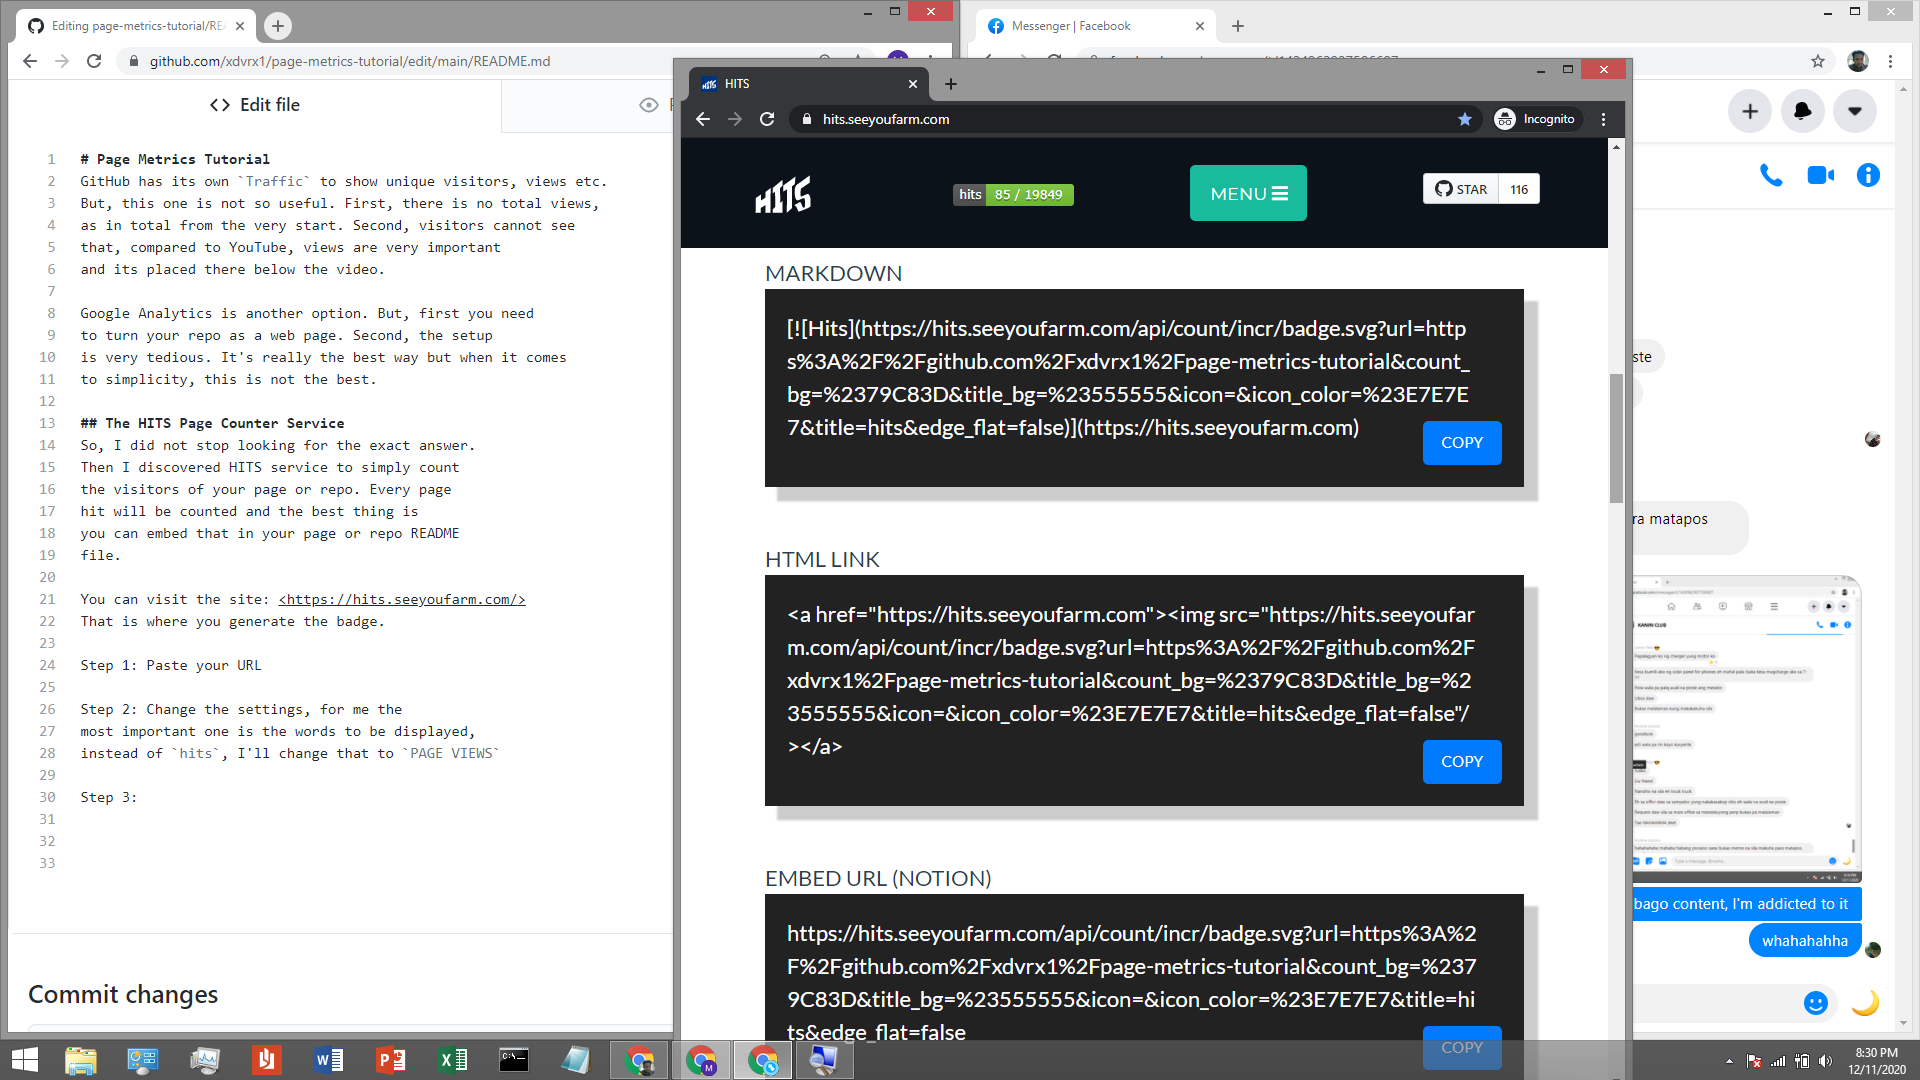 Editing page-metrics-tutorial/RE
github.com/xdvrx1/page-metrics-tutorial/edit/main/README.md
Edit file
1 # Page Metrics Tutorial
2 GitHub has its own `Traffic` to show unique visitors, views etc.
3 But, this one is not so useful. First, there is no total views,
4 as in total from the very start. Second, visitors cannot see
5 that, compared to YouTube, views are very important
6 and its placed there below the video.
7
8 Google Analytics is another option. But, first you need
9 to turn your repo as a web page. Second, the setup
10 is very tedious. It's really the best way but when it comes
11 to simplicity, this is not the best.
12
13 ## The HITS Page Counter Service
14 So, I did not stop looking for the exact answer.
15 Then I discovered HITS service to simply count
16 the visitors of your page or repo. Every page
17 hit will be counted and the best thing is
18 you can embed that in your page or repo README
19 file.
20
21 You can visit the site: <https://hits.seeyoufarm.com/>
22 That is where you generate the badge.
23
24 Step 1: Paste your URL
25
26 Step 2: Change the settings, for me the
27 most important one is the words to be displayed,
28 instead of `hits`, I'll change that to `PAGE VIEWS`
29
30 Step 3:
31
32
33
Commit changes
HITS
hits.seeyoufarm.com
Incognito
HITS
hits 85 / 19849
MENU
STAR 116
MARKDOWN
[![Hits](https://hits.seeyoufarm.com/api/count/incr/badge.svg?url=http
s%3A%2F%2Fgithub.com%2Fxdvrx1%2Fpage-metrics-tutorial&count_
bg=%2379C83D&title_bg=%23555555&icon=&icon_color=%23E7E7E
7&title=hits&edge_flat=false)](https://hits.seeyoufarm.com)
COPY
HTML LINK
<a href="https://hits.seeyoufarm.com"><img src="https://hits.seeyoufar
m.com/api/count/incr/badge.svg?url=https%3A%2F%2Fgithub.com%2F
xdvrx1%2Fpage-metrics-tutorial&count_bg=%2379C83D&title_bg=%2
3555555&icon=&icon_color=%23E7E7E7&title=hits&edge_flat=false"/
></a>
COPY
EMBED URL (NOTION)
https://hits.seeyoufarm.com/api/count/incr/badge.svg?url=https%3A%2
F%2Fgithub.com%2Fxdvrx1%2Fpage-metrics-tutorial&count_bg=%237
9C83D&title_bg=%23555555&icon=&icon_color=%23E7E7E7&title=hi
ts&edge_flat=false
COPY
Messenger | Facebook
ste
ra matapos
KANIN CLUB
bago content, I'm addicted to it
whahahahha
8:30 PM
12/11/2020